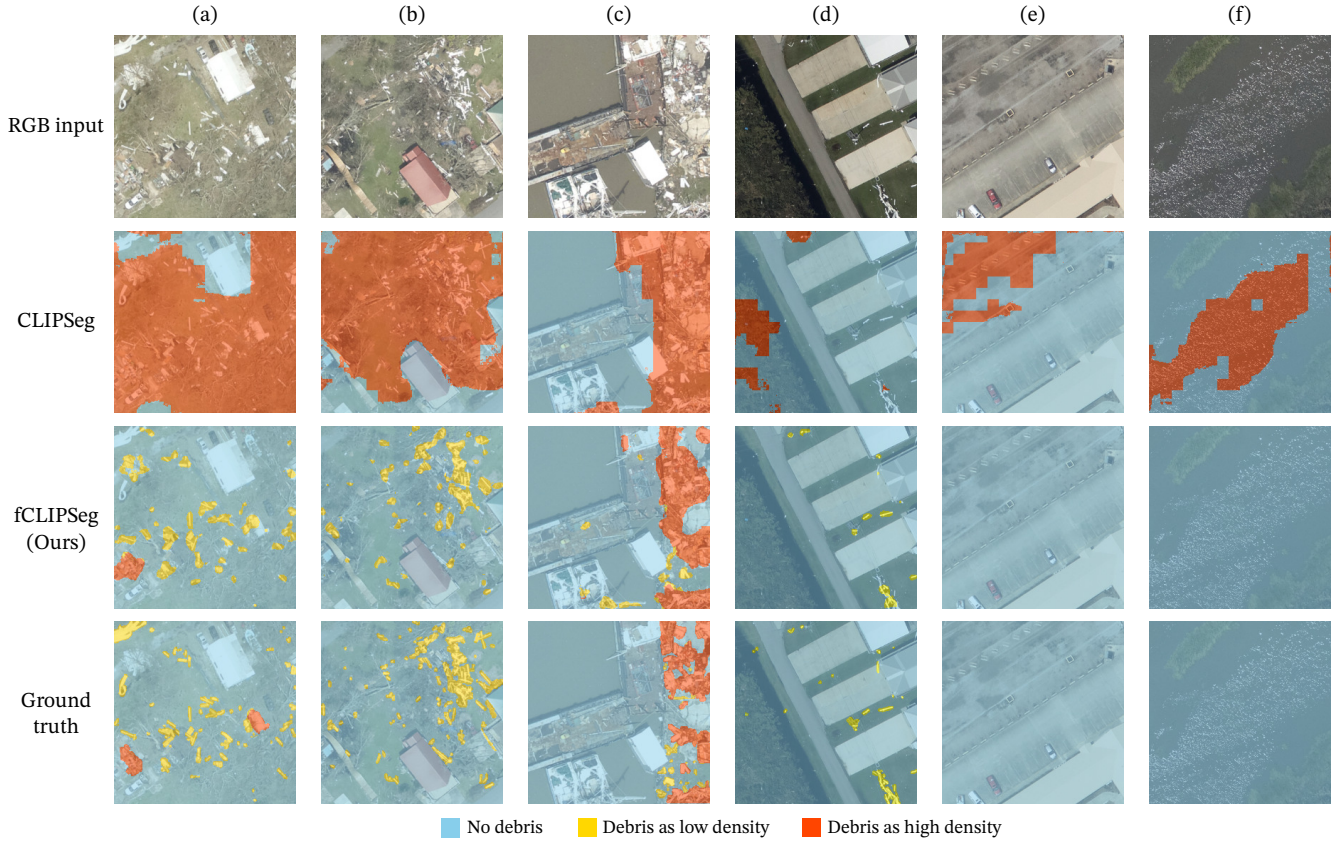 (a) (b) (c) (d) (e) (f)
RGB input
CLIPSeg
fCLIPSeg
(Ours)
Ground
truth
No debris Debris as low density Debris as high density